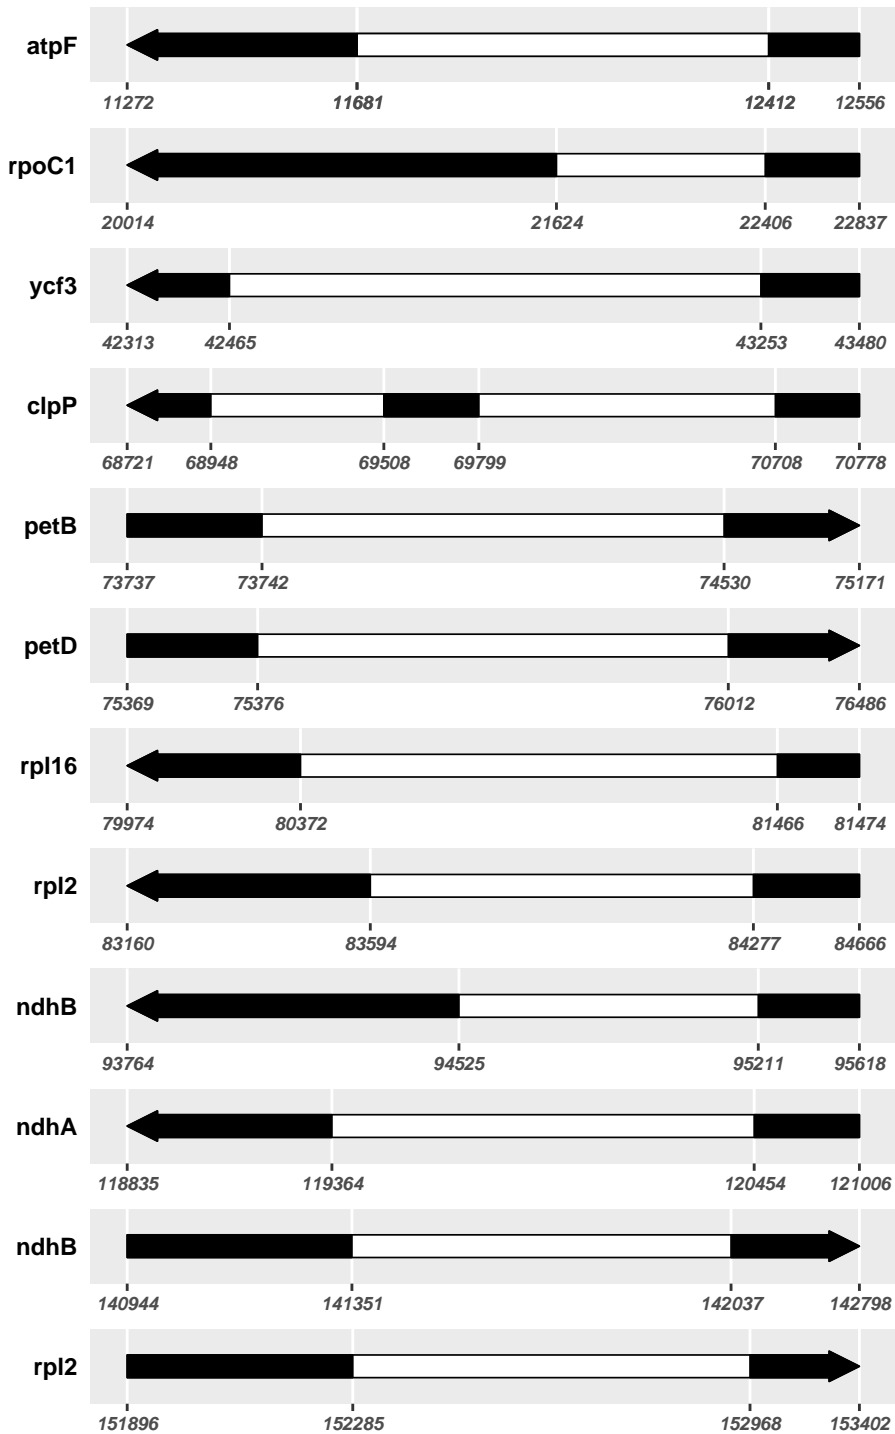 atpF
11272 11681 12412 12556
rpoC1
20014 21624 22406 22837
ycf3
42313 42465 43253 43480
clpP
68721 68948 69508 69799 70708 70778
petB
73737 73742 74530 75171
petD
75369 75376 76012 76486
rpl16
79974 80372 81466 81474
rpl2
83160 83594 84277 84666
ndhB
93764 94525 95211 95618
ndhA
118835 119364 120454 121006
ndhB
140944 141351 142037 142798
rpl2
151896 152285 152968 153402